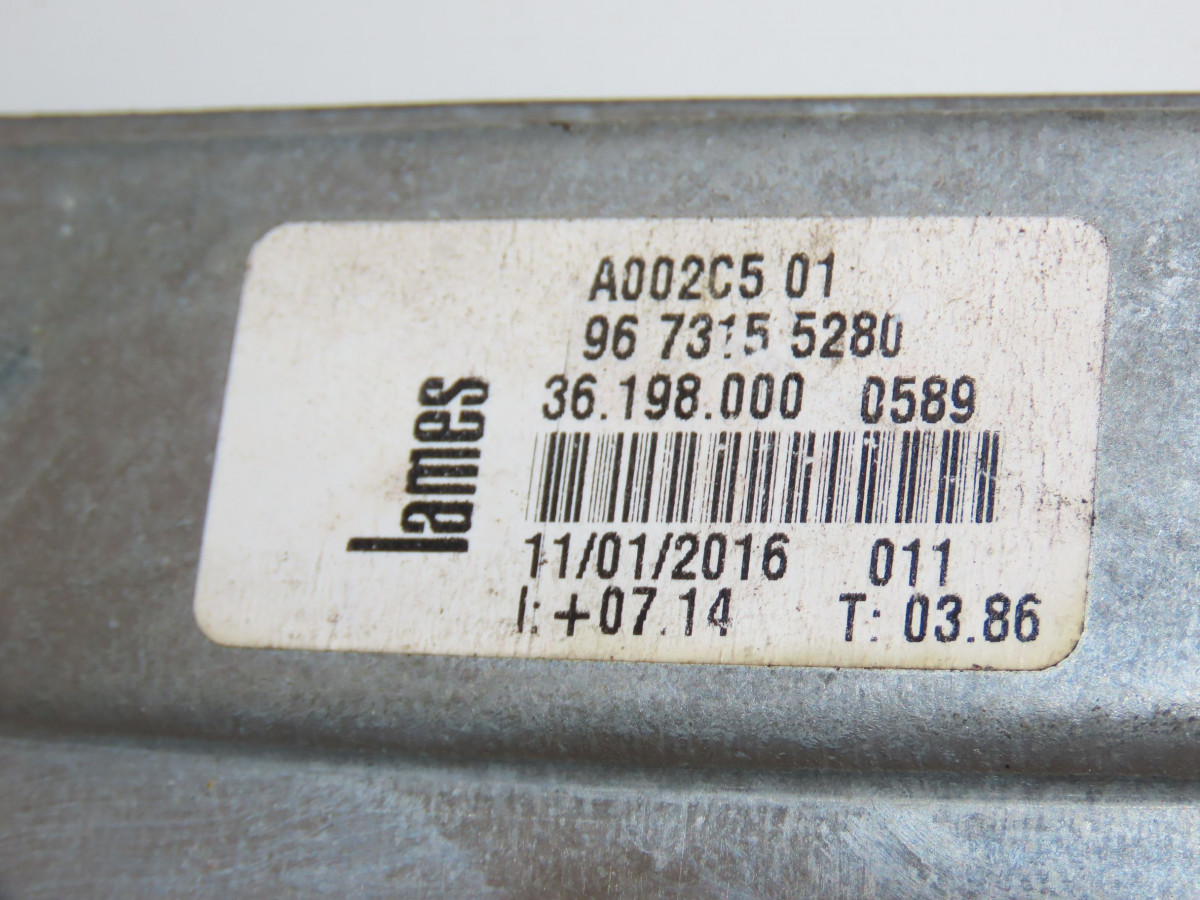 A002C5 01
96 7315 5280
36.198.000 0589
lames
11/01/2016 011
I: +07.14 T: 03.86